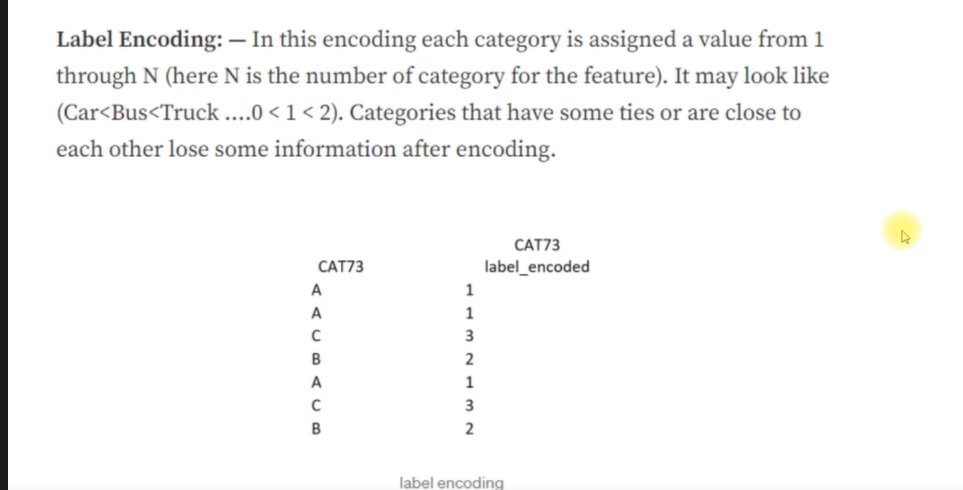 Label Encoding: — In this encoding each category is assigned a value from 1
through N (here N is the number of category for the feature). It may look like
(Car<Bus<Truck ....0 < 1 < 2). Categories that have some ties or are close to
each other lose some information after encoding.
CAT73
CAT73 label_encoded
A 1
A 1
C 3
B 2
A 1
C 3
B 2
label encoding